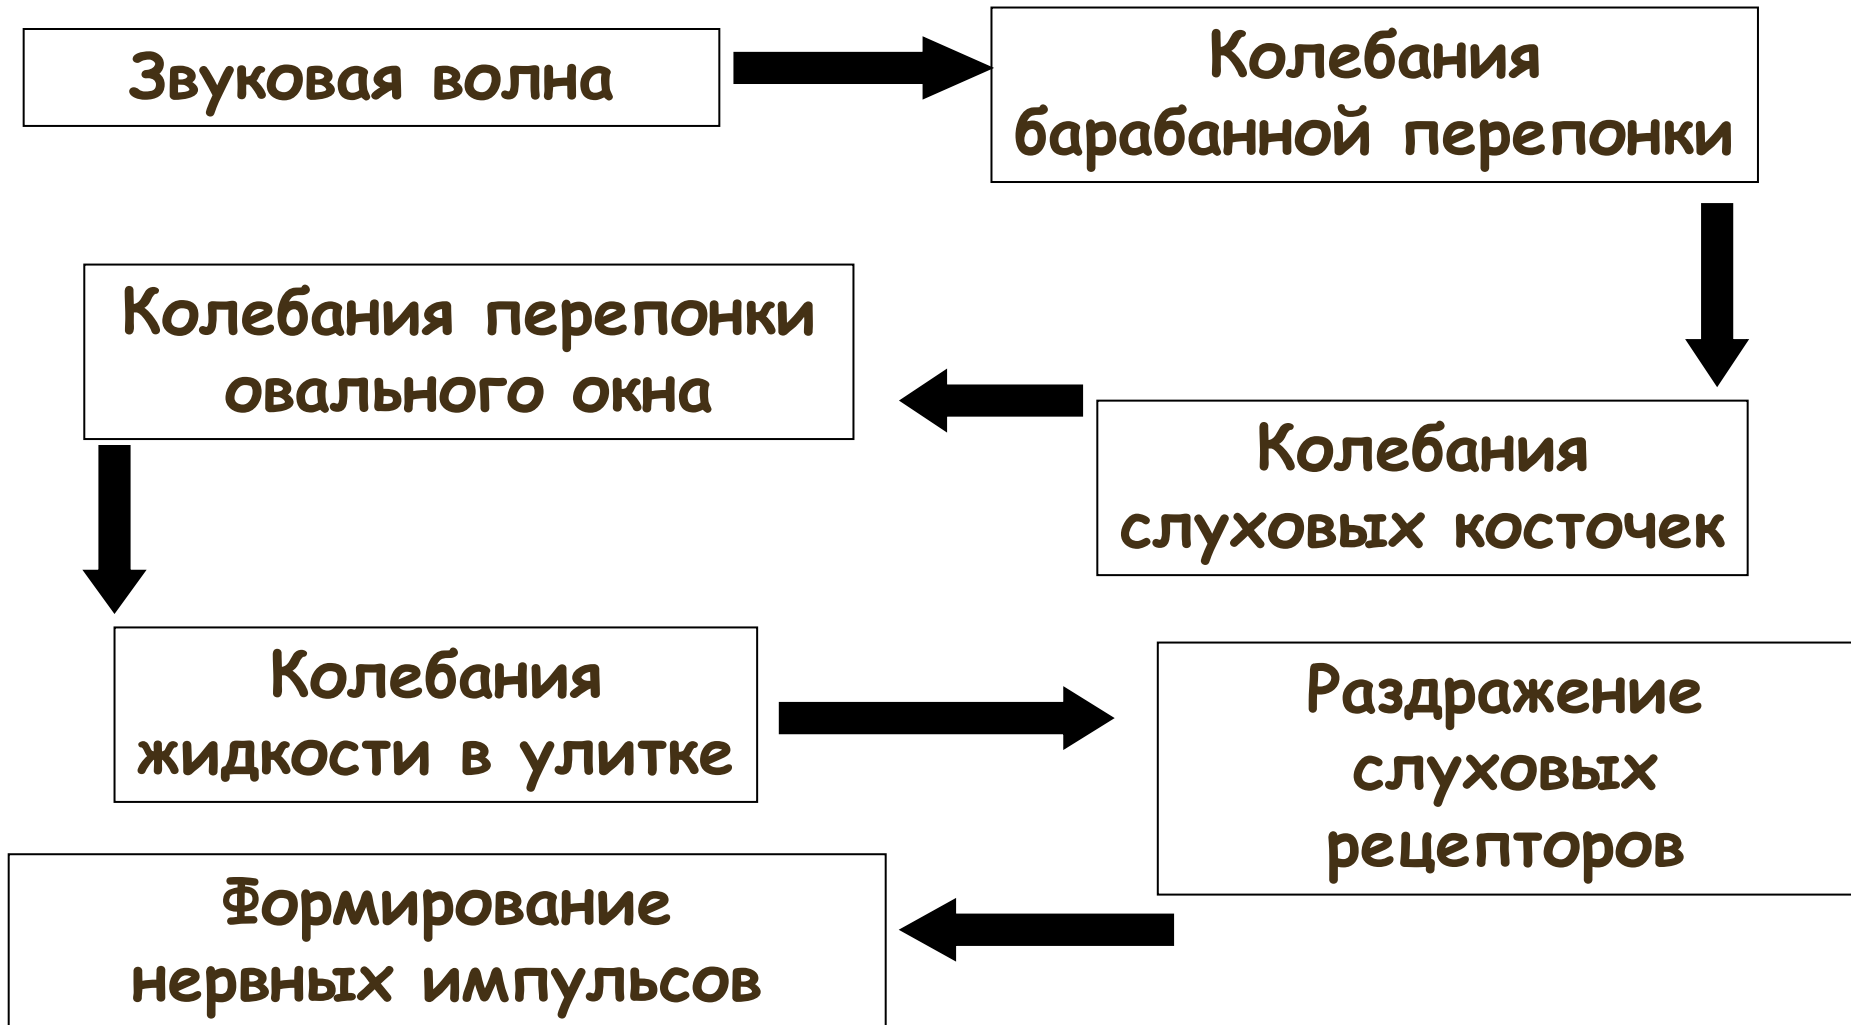 Звуковая волна
Колебания
барабанной перепонки
Колебания
слуховых косточек
Колебания перепонки
овального окна
Колебания
жидкости в улитке
Раздражение
слуховых
рецепторов
Формирование
нервных импульсов